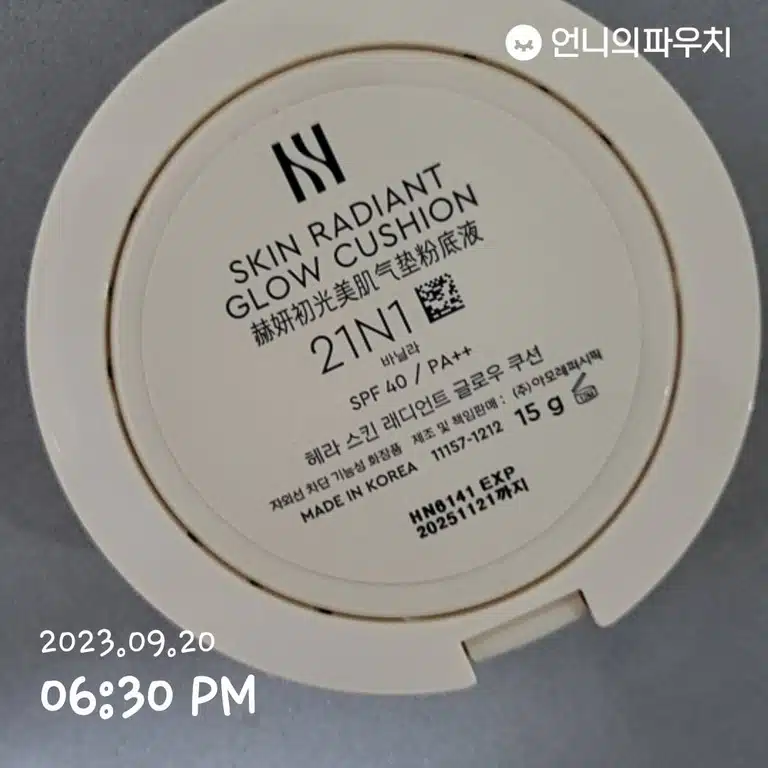 언니의파우치
SKIN RADIANT
GLOW CUSHION
赫妍初光美肌气垫粉底液
21N1
바닐라
SPF 40 / PA++
헤라 스킨 래디언트 글로우 쿠션
자외선 차단 기능성 화장품 제조 및 책임판매 : (주)아모레퍼시픽
MADE IN KOREA 11157-1212 15 g
HN6141 EXP
20251121까지
2023.09.20
06:30 PM